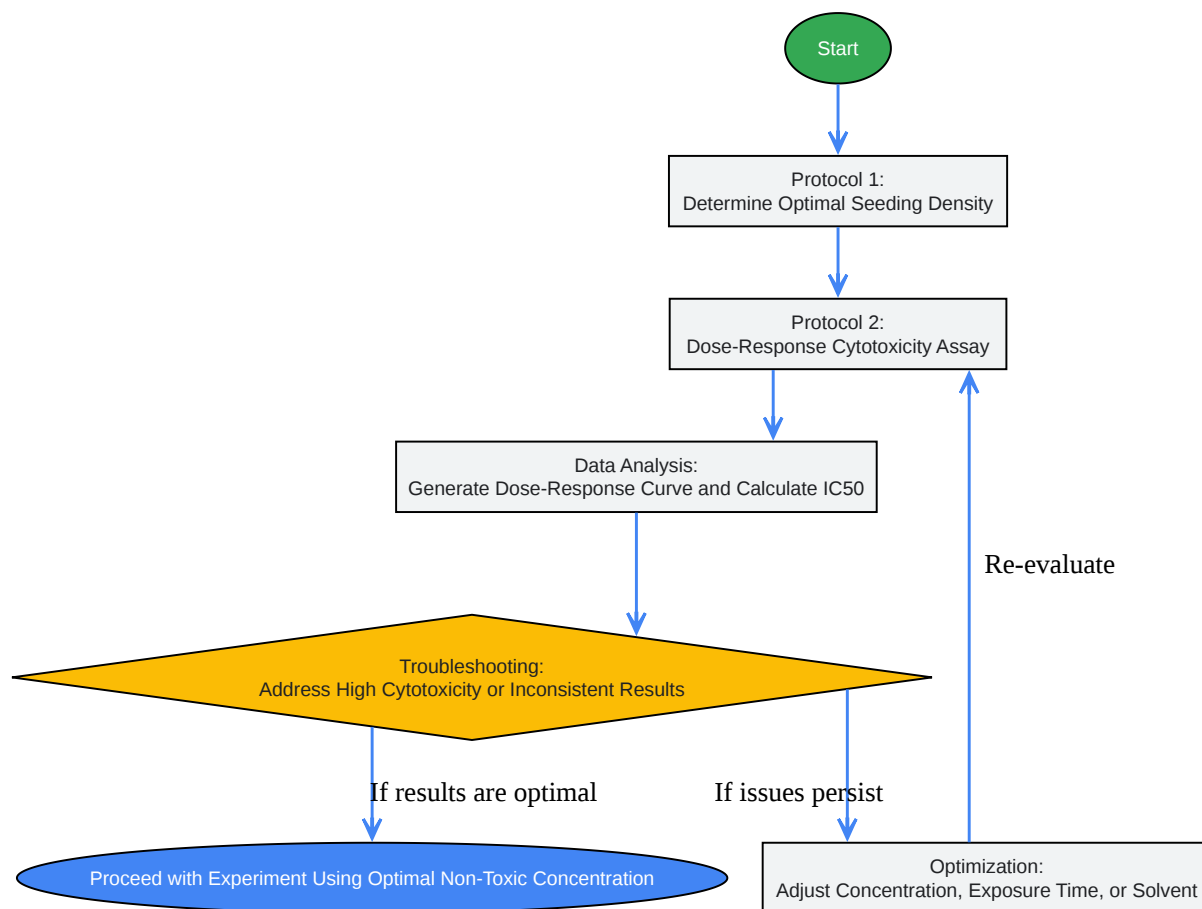 Start
Protocol 1:
Determine Optimal Seeding Density
Protocol 2:
Dose-Response Cytotoxicity Assay
Data Analysis:
Generate Dose-Response Curve and Calculate IC50
Re-evaluate
Troubleshooting:
Address High Cytotoxicity or Inconsistent Results
If results are optimal
If issues persist
Proceed with Experiment Using Optimal Non-Toxic Concentration
Optimization:
Adjust Concentration, Exposure Time, or Solvent